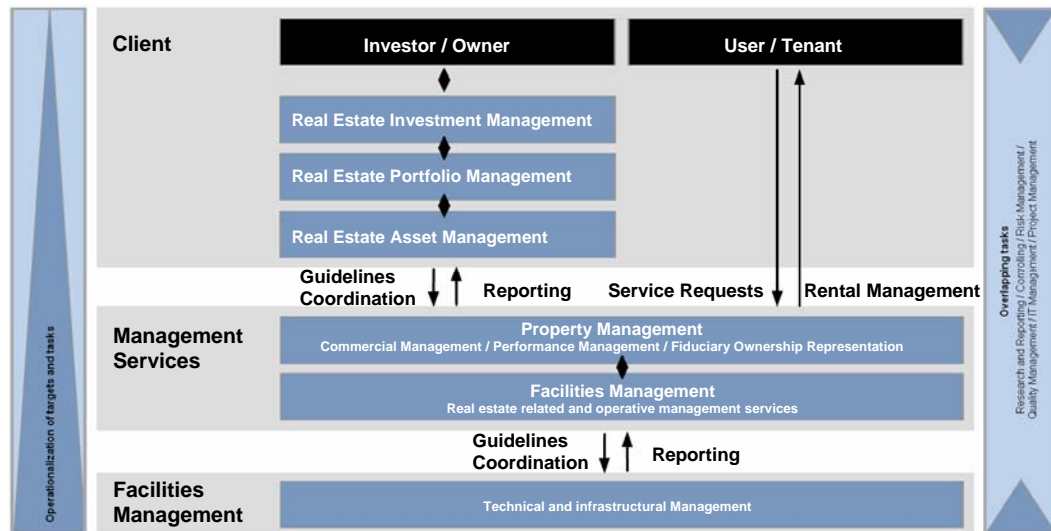 Client
Investor / Owner
User / Tenant
Real Estate Investment Management
Real Estate Portfolio Management
Real Estate Asset Management
Guidelines
Coordination
Reporting
Service Requests
Rental Management
Management
Services
Property Management
Commercial Management / Performance Management / Fiduciary Ownership Representation
Facilities Management
Real estate related and operative management services
Guidelines
Coordination
Reporting
Facilities
Management
Technical and infrastructural Management
Operationalization of targets and tasks
Overlapping tasks
Research and Reporting / Controlling / Risk Management /
Quality Management / IT Management / Project Management